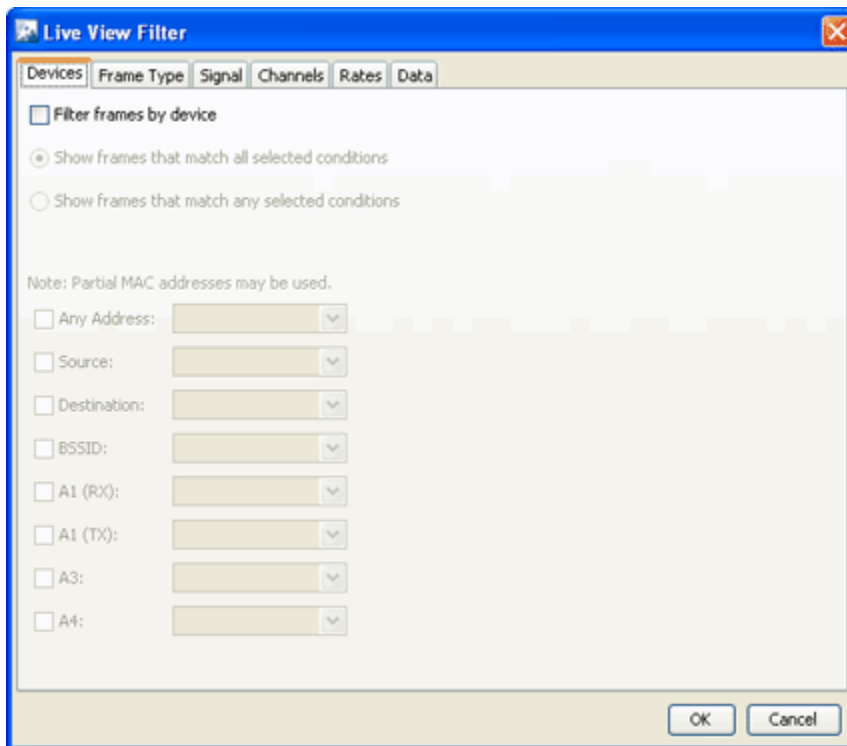 Live View Filter
Devices Frame Type Signal Channels Rates Data
Filter frames by device
Show frames that match all selected conditions
Show frames that match any selected conditions
Note: Partial MAC addresses may be used.
Any Address:
Source:
Destination:
BSSID:
A1 (RX):
A1 (TX):
A3:
A4:
OK Cancel